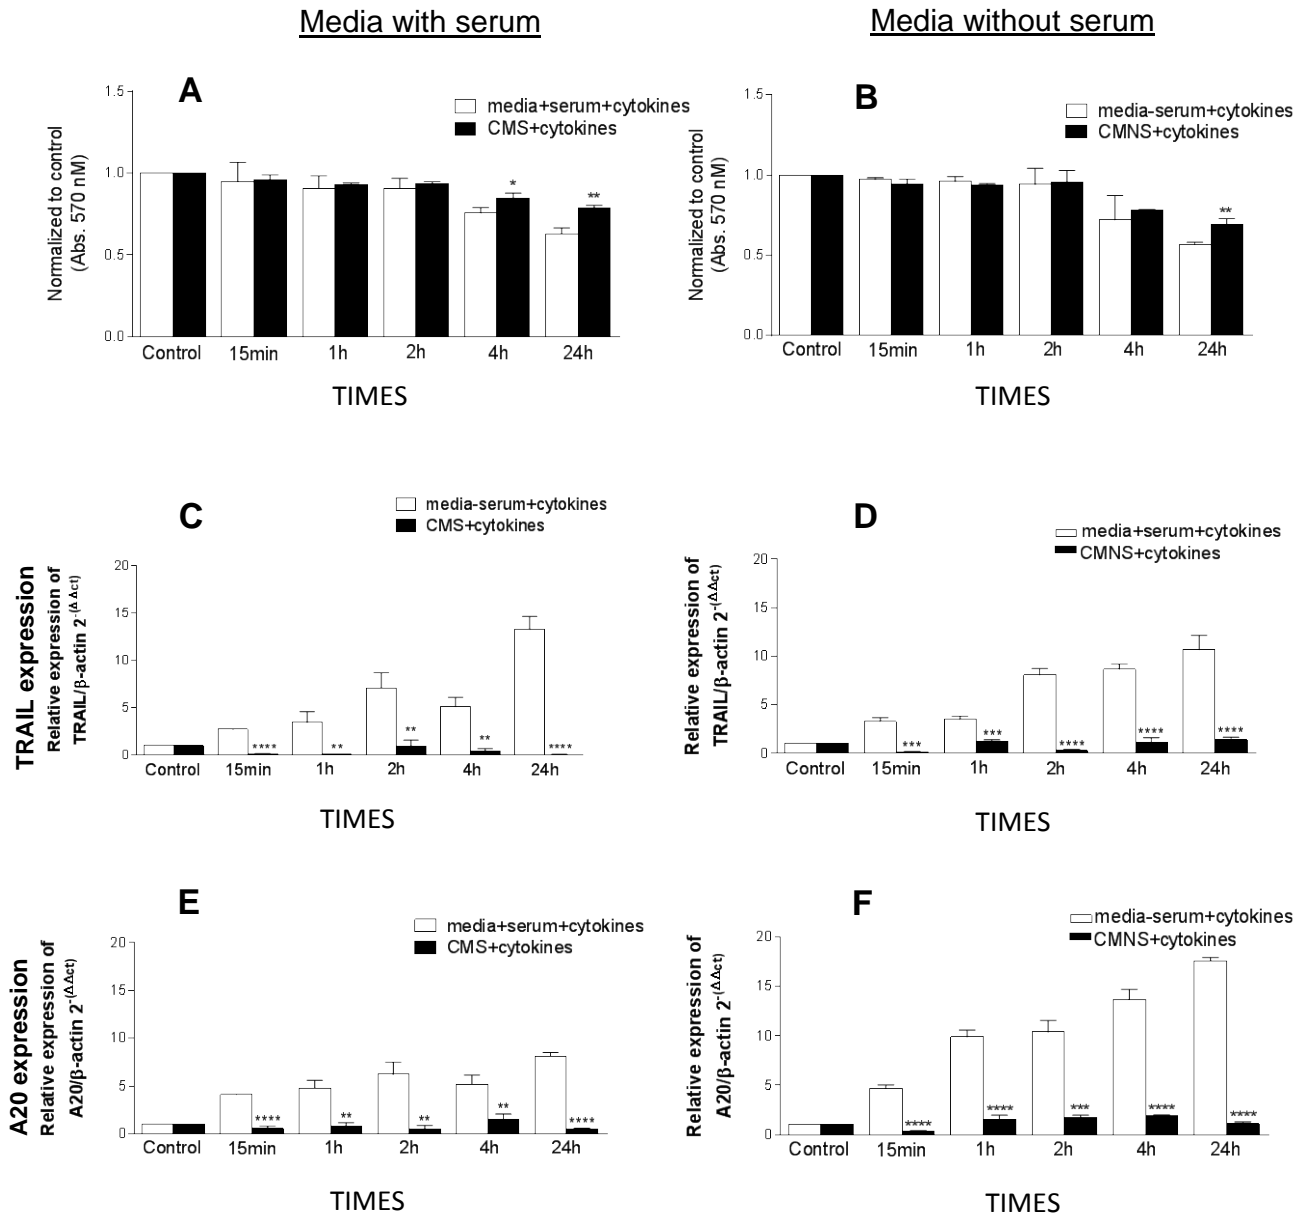 Media with serum
Media without serum
A
media+serum+cytokines
CMS+cytokines
Normalized to control
(Abs. 570 nM)
1.5
1.0
0.5
0.0
* **
Control 15min 1h 2h 4h 24h
TIMES
B
media-serum+cytokines
CMNS+cytokines
Normalized to control
(Abs. 570 nM)
1.5
1.0
0.5
0.0
**
Control 15min 1h 2h 4h 24h
TIMES
C
media-serum+cytokines
CMS+cytokines
TRAIL expression
Relative expression of
TRAIL/β-actin 2-(ΔΔct)
20
15
10
5
0
**** ** ** ** ****
Control 15min 1h 2h 4h 24h
TIMES
D
media+serum+cytokines
CMNS+cytokines
Relative expression of
TRAIL/β-actin 2-(ΔΔct)
20
15
10
5
0
*** *** **** **** ****
Control 15min 1h 2h 4h 24h
TIMES
E
media+serum+cytokines
CMS+cytokines
A20 expression
Relative expression of
A20/β-actin 2-(ΔΔct)
20
15
10
5
0
**** ** ** ** ****
Control 15min 1h 2h 4h 24h
TIMES
F
media-serum+cytokines
CMNS+cytokines
Relative expression of
A20/β-actin 2-(ΔΔct)
20
15
10
5
0
**** **** *** **** ****
Control 15min 1h 2h 4h 24h
TIMES